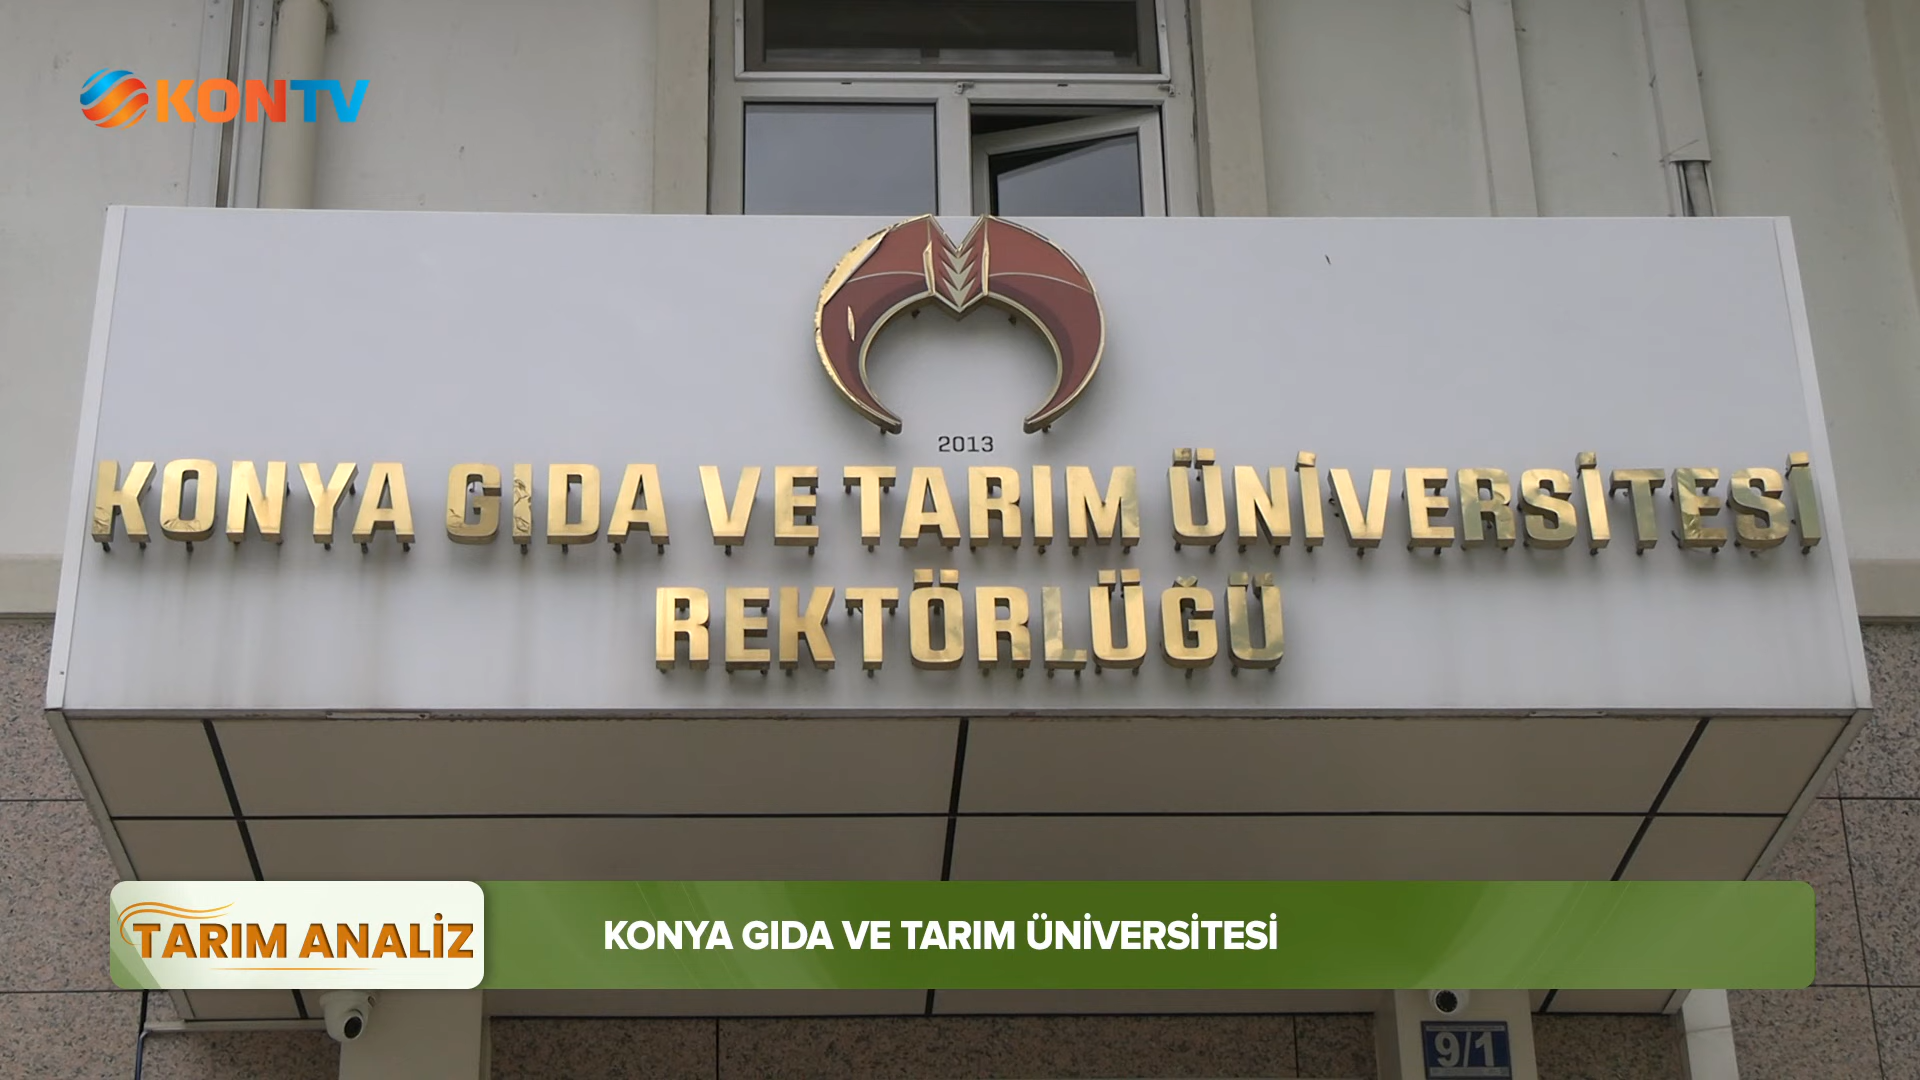 KONTV
2013
KONYA GIDA VE TARIM ÜNİVERSİTESİ
REKTÖRLÜĞÜ
TARIM ANALİZ
KONYA GIDA VE TARIM ÜNİVERSİTESİ
9/1